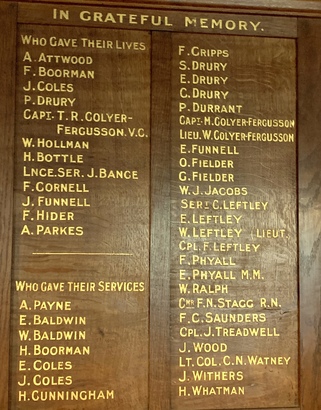 IN GRATEFUL MEMORY.
WHO GAVE THEIR LIVES
A. ATTWOOD
F. BOORMAN
J. COLES
P. DRURY
CAPT. T. R. COLYER-
FERGUSSON. V.C.
W. HOLLMAN
H. BOTTLE
LNCE. SER. J. BANCE
F. CORNELL
J. FUNNELL
F. HIDER
A. PARKES
WHO GAVE THEIR SERVICES
A. PAYNE
E. BALDWIN
W. BALDWIN
H. BOORMAN
E. COLES
J. COLES
H. CUNNINGHAM
F. CRIPPS
S. DRURY
E. DRURY
C. DRURY
P. DURRANT
CAPT. M. COLYER-FERGUSSON
LIEU. W. COLYER-FERGUSSON
E. FUNNELL
O. FIELDER
G. FIELDER
W. J. JACOBS
SERT. C. LEFTLEY
E. LEFTLEY
W. LEFTLEY LIEUT.
CPL. F. LEFTLEY
F. PHYALL
E. PHYALL M.M.
W. RALPH
CMR F. N. STAGG R.N.
F. C. SAUNDERS
CPL. J. TREADWELL
J. WOOD
LT. COL. C. N. WATNEY
J. WITHERS
H. WHATMAN